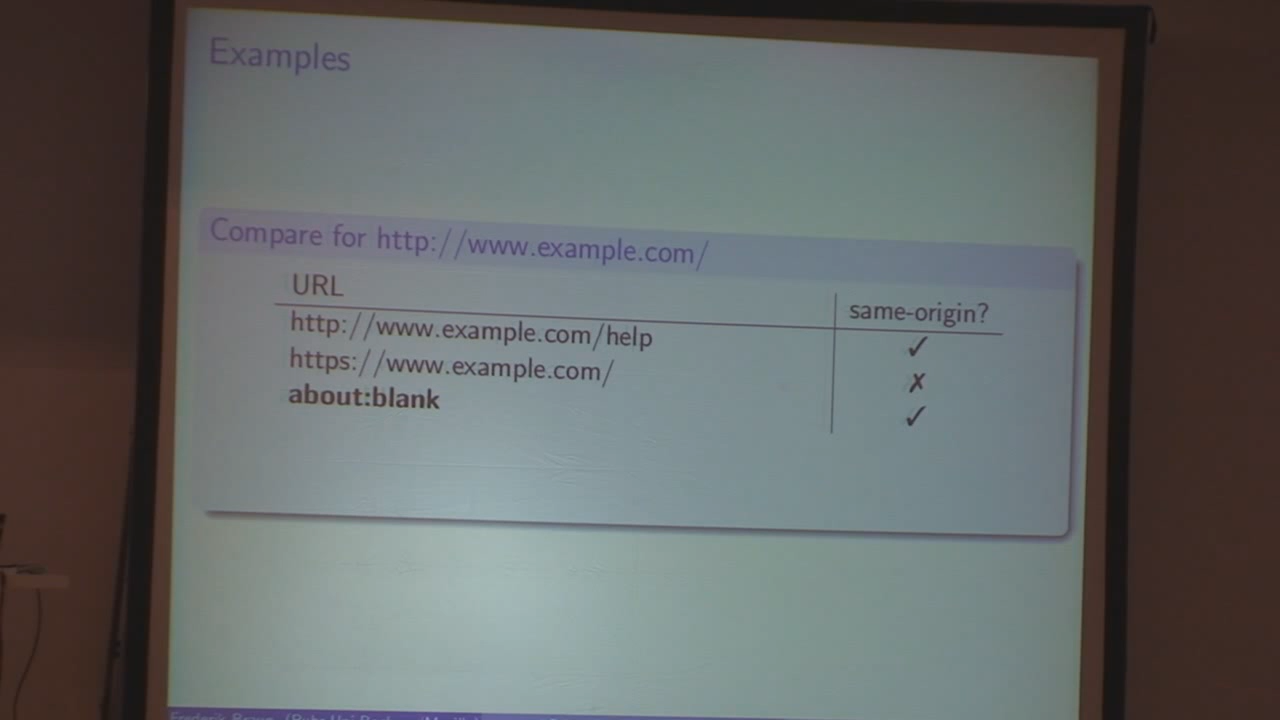 Examples
Compare for http://www.example.com/
URL same-origin?
http://www.example.com/help ✓
https://www.example.com/ ✗
about:blank ✓